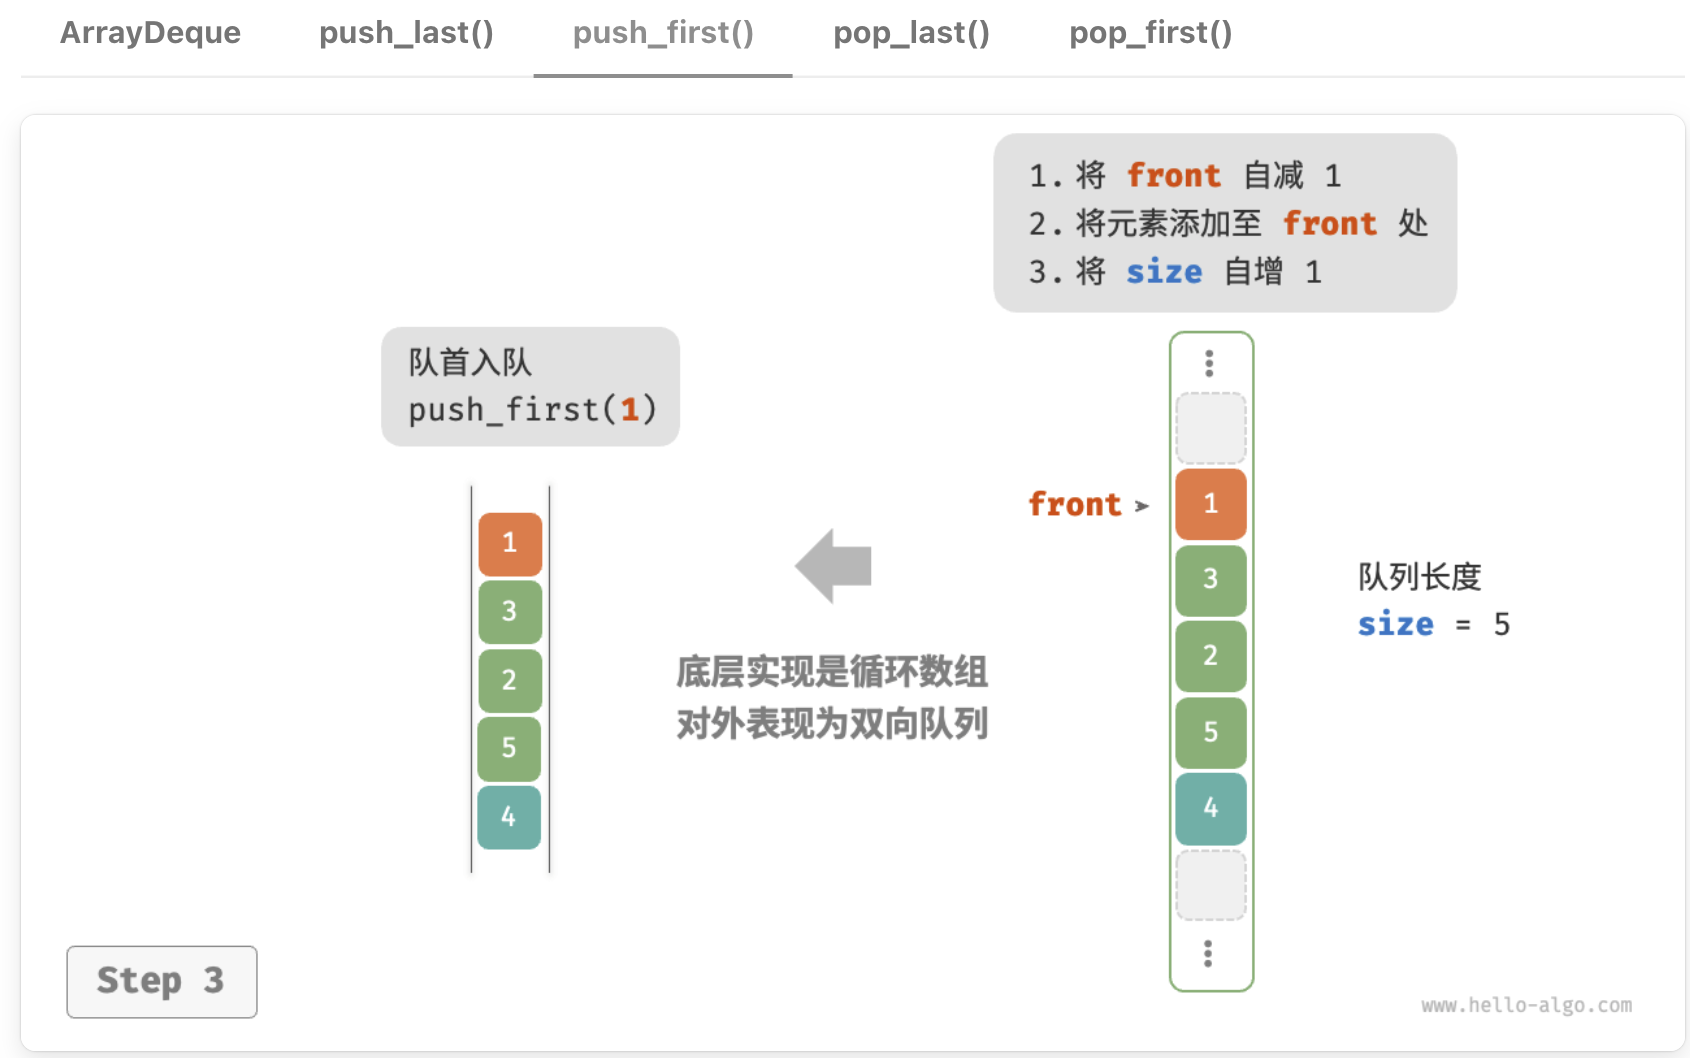 ArrayDeque push_last() push_first() pop_last() pop_first()
1. 将 front 自减 1
2. 将元素添加至 front 处
3. 将 size 自增 1
队首入队
push_first(1)
1
3
2
5
4
底层实现是循环数组
对外表现为双向队列
front ➤
1
3
2
5
4
队列长度
size = 5
Step 3
www.hello-algo.com